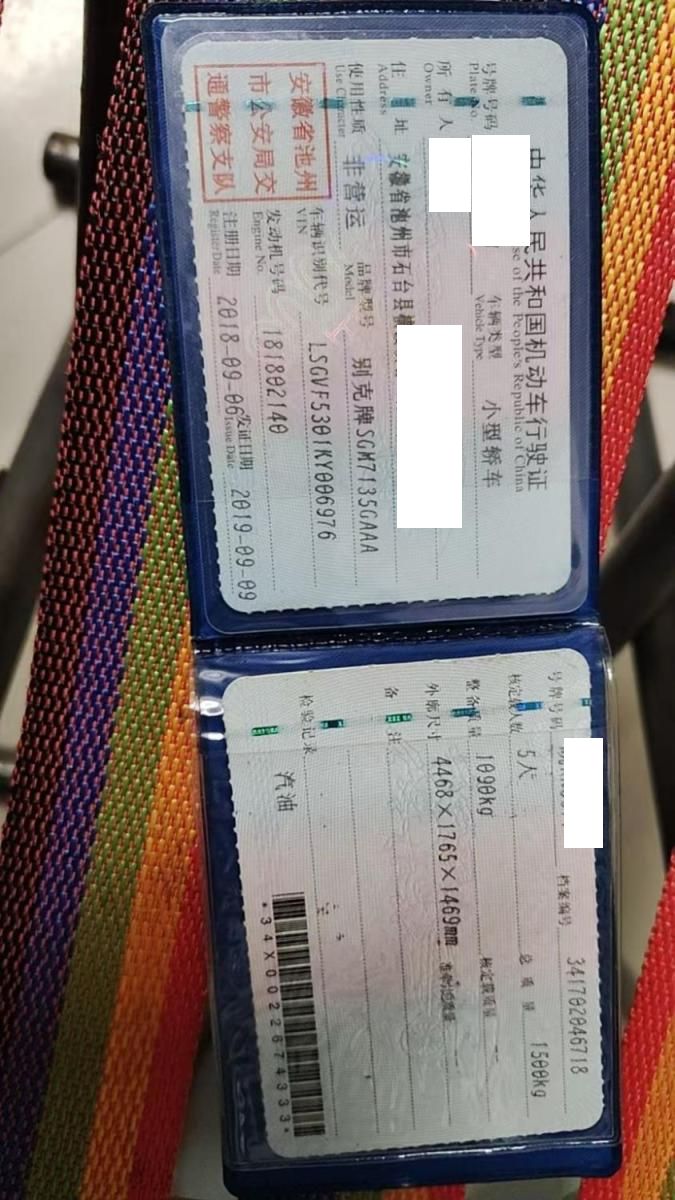 中华人民共和国机动车行驶证
se of the People's Republic of China
号牌号码
Plate No.
车辆类型 小型轿车
Vehicle Type
所有人
Owner
住址 安徽省池州市石台县
Address
使用性质 非营运
Use Character
品牌型号 别克牌SGM7135GAAA
Model
安徽省池州
市公安局交
通警察支队
车辆识别代号 LSGVF5301KY006976
VIN
发动机号码 181802140
Engine No.
注册日期 2018-09-06 发证日期 2019-09-09
Register Date Issue Date
号牌号码
档案编号 341702046718
核定载人数 5人 总质量 1500kg
整备质量 1090kg 核定载质量
外廓尺寸 4468×1765×1469mm 准牵引总质量
备注
检验记录
汽油
*34X0022674333*